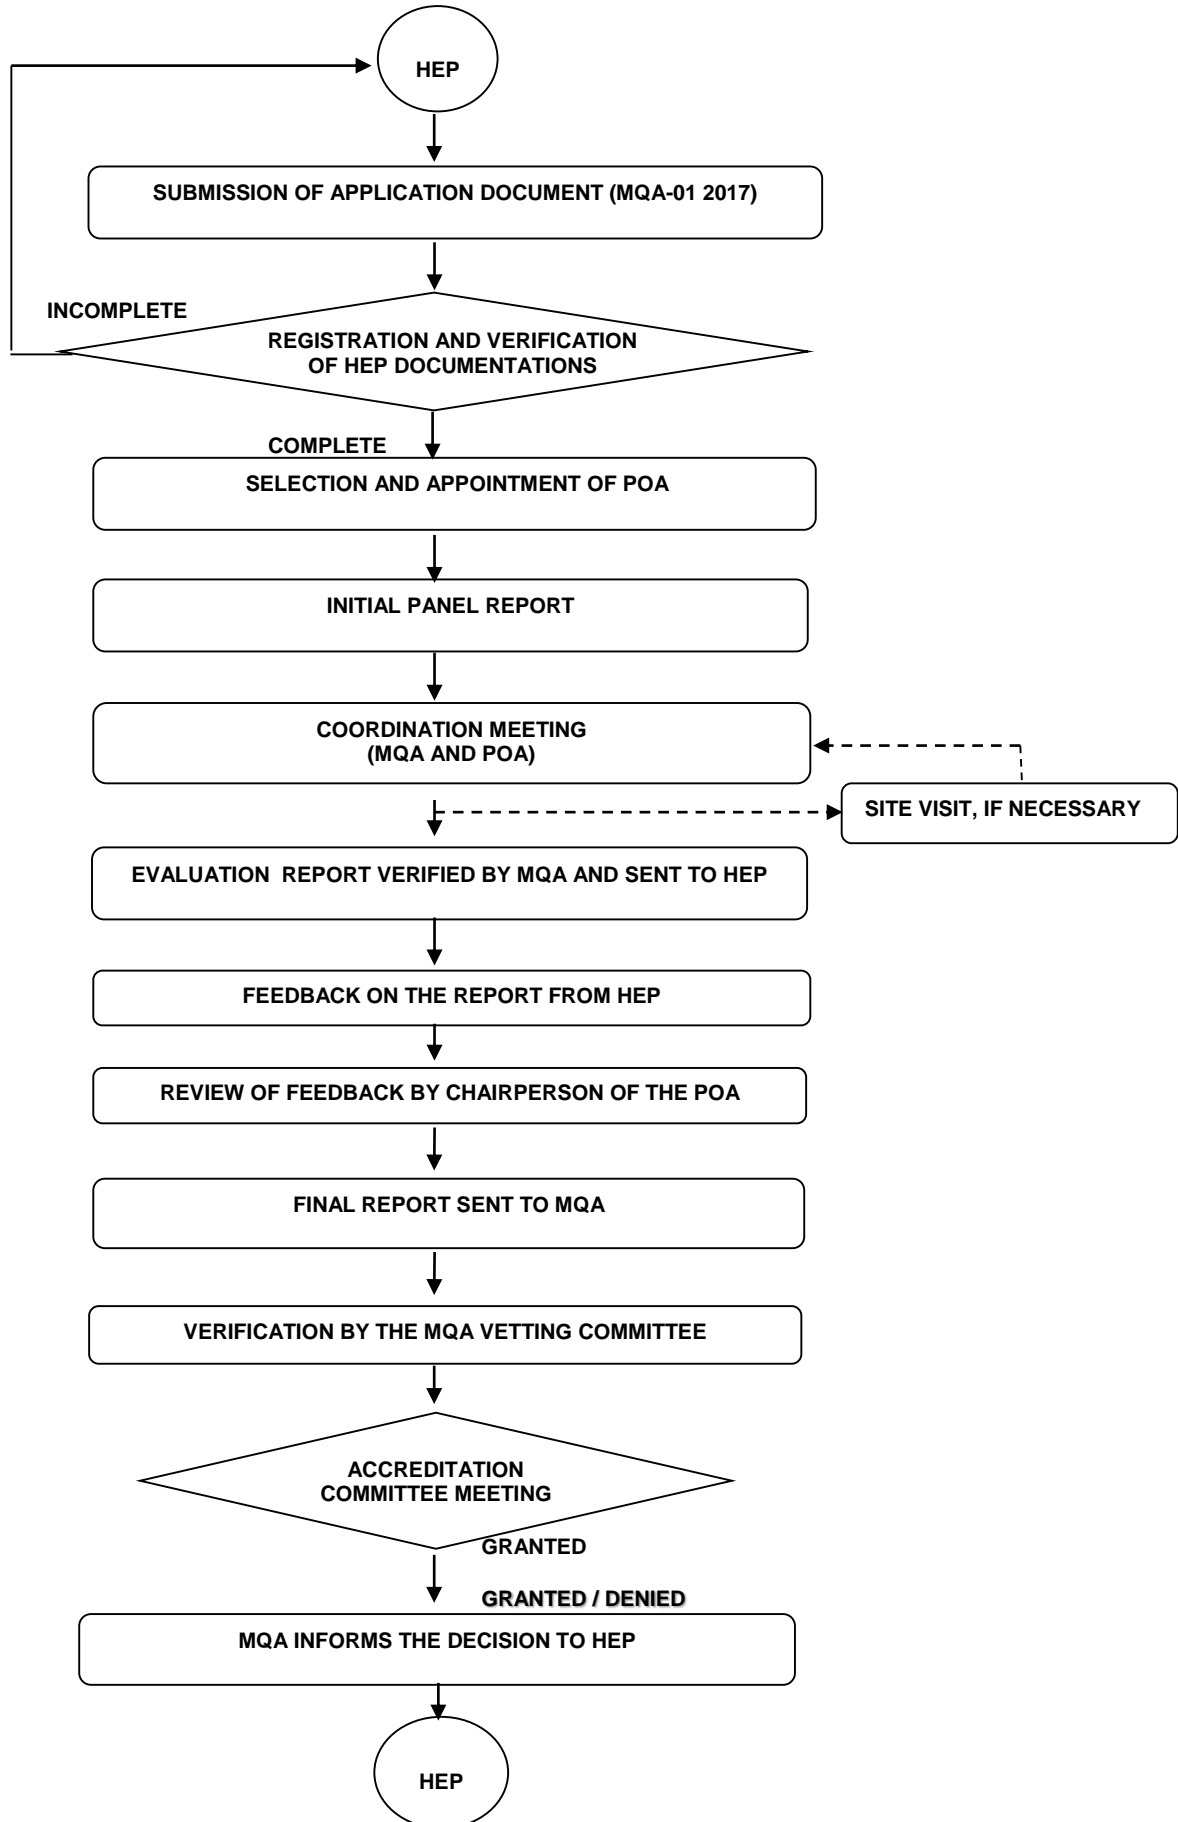 HEP
SUBMISSION OF APPLICATION DOCUMENT (MQA-01 2017)
INCOMPLETE
REGISTRATION AND VERIFICATION
OF HEP DOCUMENTATIONS
COMPLETE
SELECTION AND APPOINTMENT OF POA
INITIAL PANEL REPORT
COORDINATION MEETING
(MQA AND POA)
SITE VISIT, IF NECESSARY
EVALUATION REPORT VERIFIED BY MQA AND SENT TO HEP
FEEDBACK ON THE REPORT FROM HEP
REVIEW OF FEEDBACK BY CHAIRPERSON OF THE POA
FINAL REPORT SENT TO MQA
VERIFICATION BY THE MQA VETTING COMMITTEE
ACCREDITATION
COMMITTEE MEETING
GRANTED
GRANTED / DENIED
MQA INFORMS THE DECISION TO HEP
HEP